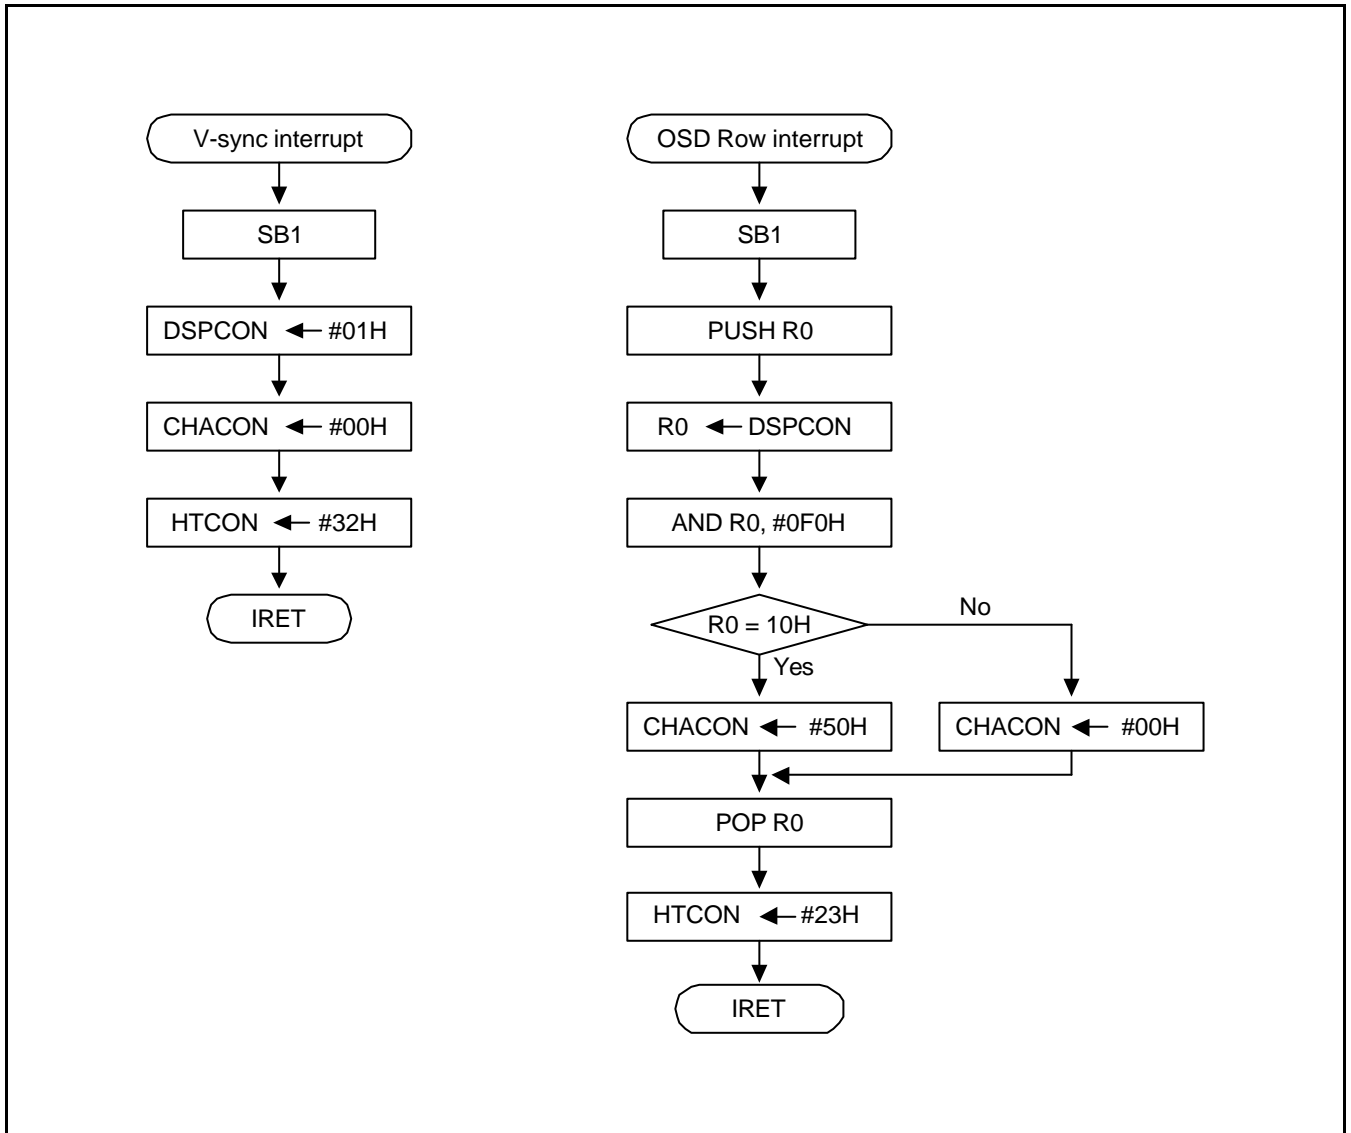 V-sync interrupt
SB1
DSPCON ← #01H
CHACON ← #00H
HTCON ← #32H
IRET
OSD Row interrupt
SB1
PUSH R0
R0 ← DSPCON
AND R0, #0F0H
R0 = 10H
No
Yes
CHACON ← #50H
CHACON ← #00H
POP R0
HTCON ← #23H
IRET